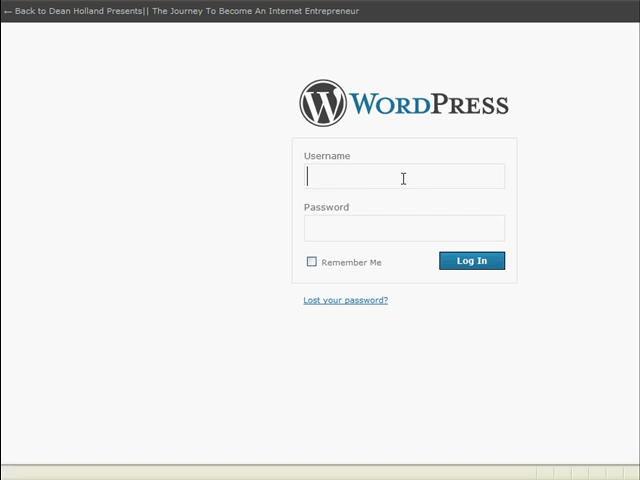 ← Back to Dean Holland Presents|| The Journey To Become An Internet Entrepreneur
WORDPRESS
Username
Password
Remember Me
Log In
Lost your password?